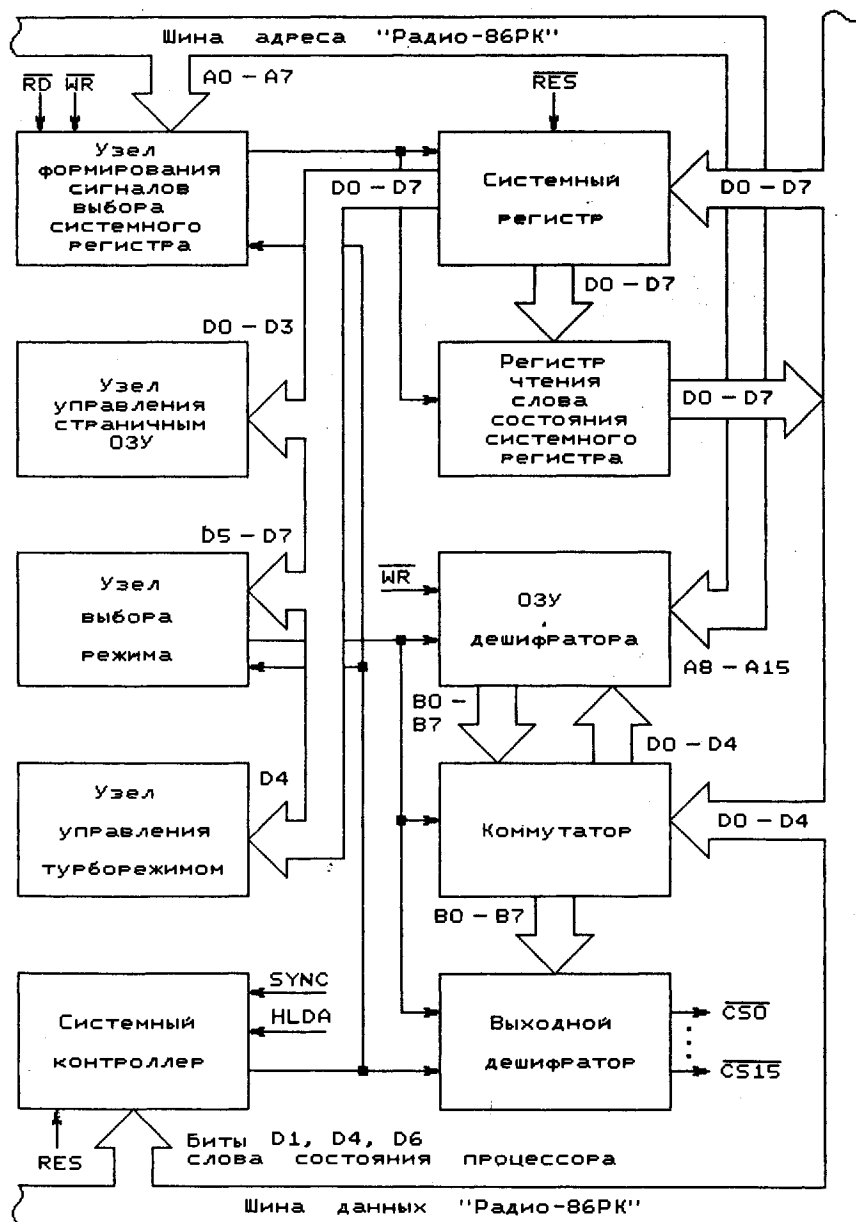 Шина адреса "Радио-86РК"
A0 – A7
RD WR
RES
Узел
формирования
сигналов
выбора
системного
регистра
D0 – D7
Системный
регистр
D0 – D7
D0 – D7
D0 – D3
Узел
управления
страничным
ОЗУ
Регистр
чтения
слова
состояния
системного
регистра
D0 – D7
D5 – D7
Узел
выбора
режима
WR
ОЗУ
дешифратора
A8 – A15
B0 –
B7
D0 – D4
D4
Узел
управления
турборежимом
Коммутатор
D0 – D4
B0 – B7
Системный
контроллер
SYNC
HLDA
Выходной
дешифратор
CS0
CS15
RES
Биты D1, D4, D6
слова состояния процессора
Шина данных "Радио-86РК"